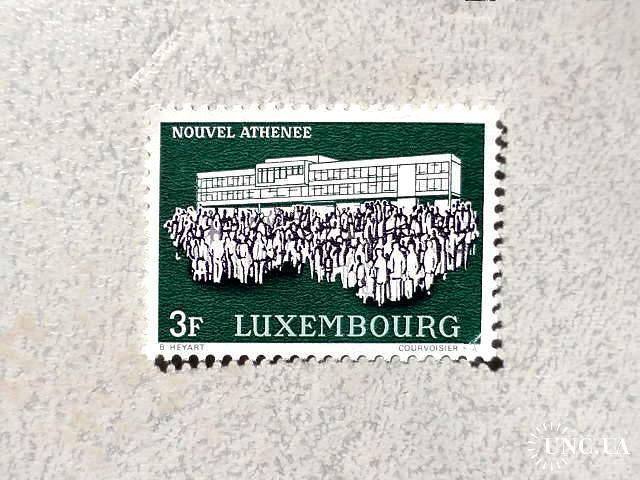 NOUVEL ATHENEE
3F LUXEMBOURG
B HEYART COURVOISIER S.A.
UNC.UA